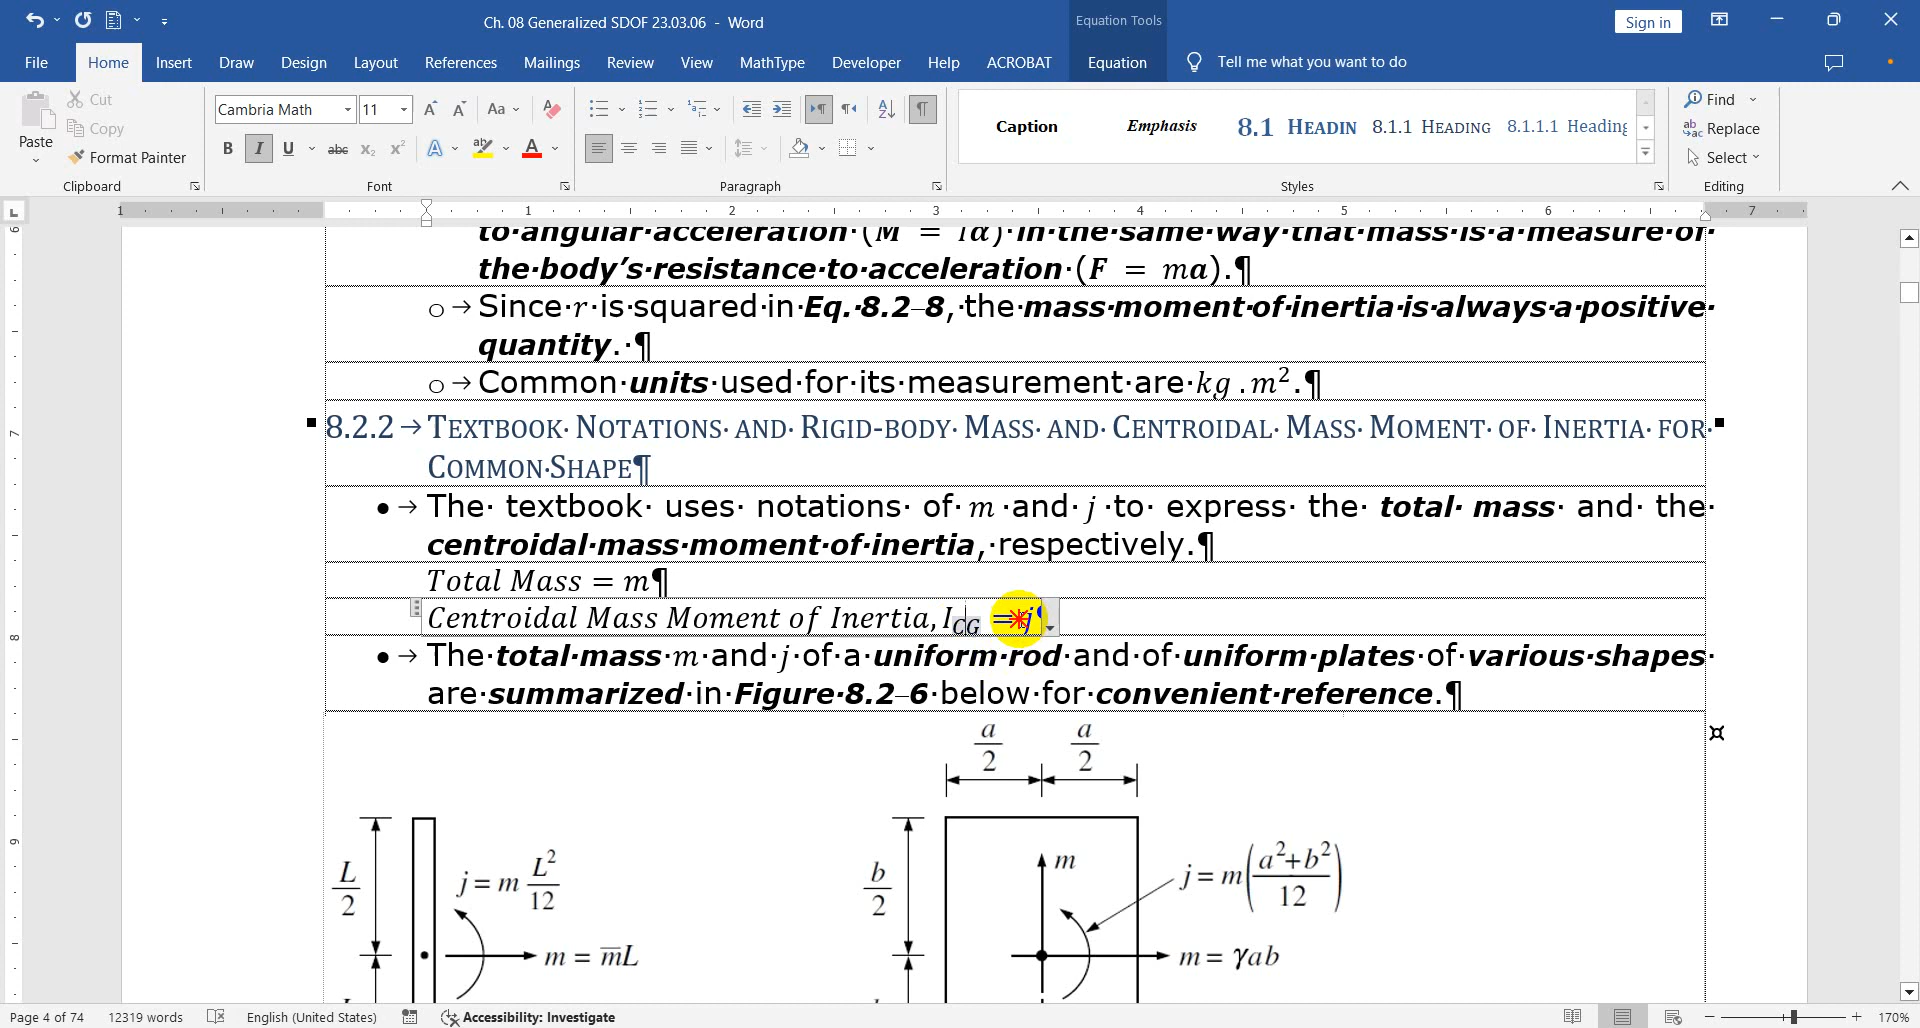 Ch. 08 Generalized SDOF 23.03.06 - Word
Equation Tools
Sign in
File Home Insert Draw Design Layout References Mailings Review View MathType Developer Help ACROBAT Equation Tell me what you want to do
Paste
Cut
Copy
Format Painter
Clipboard
Cambria Math 11
Font
Paragraph
Caption Emphasis 8.1 HEADIN 8.1.1 HEADING 8.1.1.1 Heading
Styles
Find
Replace
Select
Editing
1 1 2 3 4 5 6 7
to·angular·acceleration·(M = Iα)·in·the·same·way·that·mass·is·a·measure·of·
the·body’s·resistance·to·acceleration·(F = ma).¶
o→Since·r·is·squared·in·Eq.·8.2–8,·the·mass·moment·of·inertia·is·always·a·positive·
quantity.·¶
o→Common·units·used·for·its·measurement·are·kg.m².¶
8.2.2→TEXTBOOK· NOTATIONS· AND· RIGID-BODY· MASS· AND· CENTROIDAL· MASS· MOMENT· OF· INERTIA· FOR·
COMMON·SHAPE¶
●→The· textbook· uses· notations· of·m·and·j·to· express· the· total· mass· and· the·
centroidal·mass·moment·of·inertia,·respectively.¶
Total Mass = m¶
Centroidal Mass Moment of Inertia, I_CG = j
●→The·total·mass·m·and·j·of·a·uniform·rod·and·of·uniform·plates·of·various·shapes·
are·summarized·in·Figure·8.2–6·below·for·convenient·reference.¶
a/2 a/2
L/2
j = m L²/12
m = m̅L
b/2
m
j = m(a²+b²/12)
m = γab
Page 4 of 74 12319 words English (United States) Accessibility: Investigate 170%